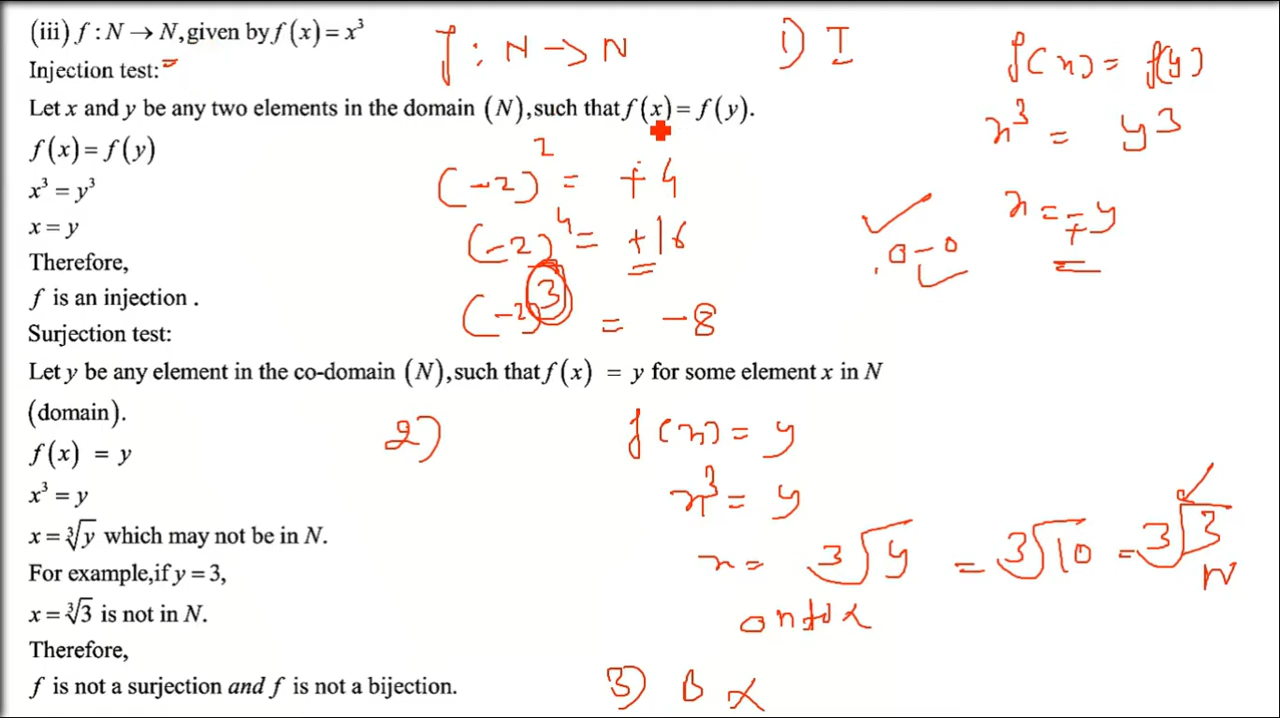 (iii) f : N → N, given by f(x) = x³
Injection test:
Let x and y be any two elements in the domain (N), such that f(x) = f(y).
f(x) = f(y)
x³ = y³
x = y
Therefore,
f is an injection .
Surjection test:
Let y be any element in the co-domain (N), such that f(x) = y for some element x in N
(domain).
f(x) = y
x³ = y
x = ∛y which may not be in N.
For example, if y = 3,
x = ∛3 is not in N.
Therefore,
f is not a surjection and f is not a bijection.
f : N → N
1) I
f(x) = f(y)
x³ = y³
x = y
(-2)² = +4
(-2)⁴ = +16
(-2)³ = -8
2)
f(x) = y
x³ = y
x = ∛y = ∛10 = ∛3
N
onto x
3) B x